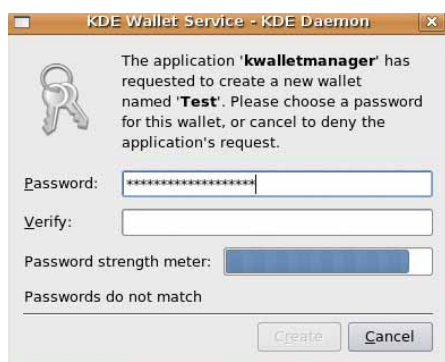 KDE Wallet Service - KDE Daemon
The application 'kwalletmanager' has
requested to create a new wallet
named 'Test'. Please choose a password
for this wallet, or cancel to deny the
application's request.
Password: *******************
Verify:
Password strength meter:
Passwords do not match
Create Cancel